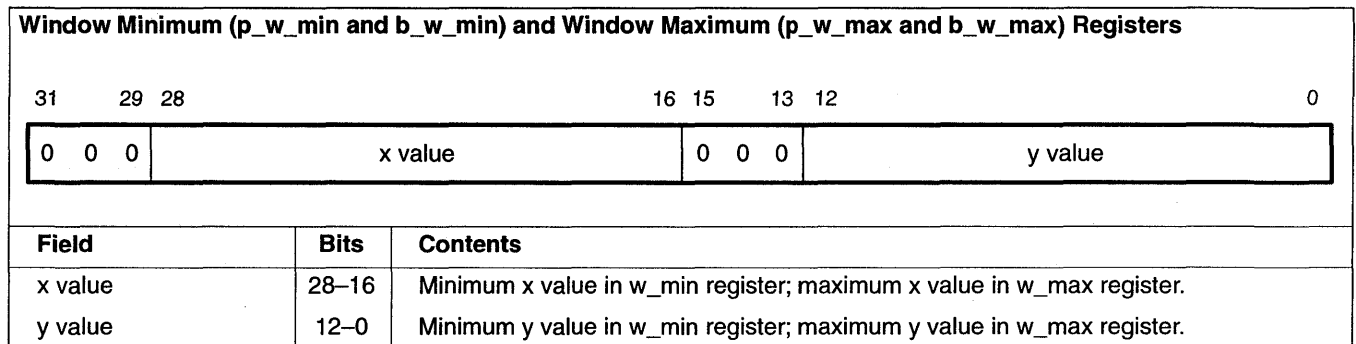 Window Minimum (p_w_min and b_w_min) and Window Maximum (p_w_max and b_w_max) Registers
31 29 28 16 15 13 12 0
0 0 0 x value 0 0 0 y value
Field Bits Contents
x value 28–16 Minimum x value in w_min register; maximum x value in w_max register.
y value 12–0 Minimum y value in w_min register; maximum y value in w_max register.